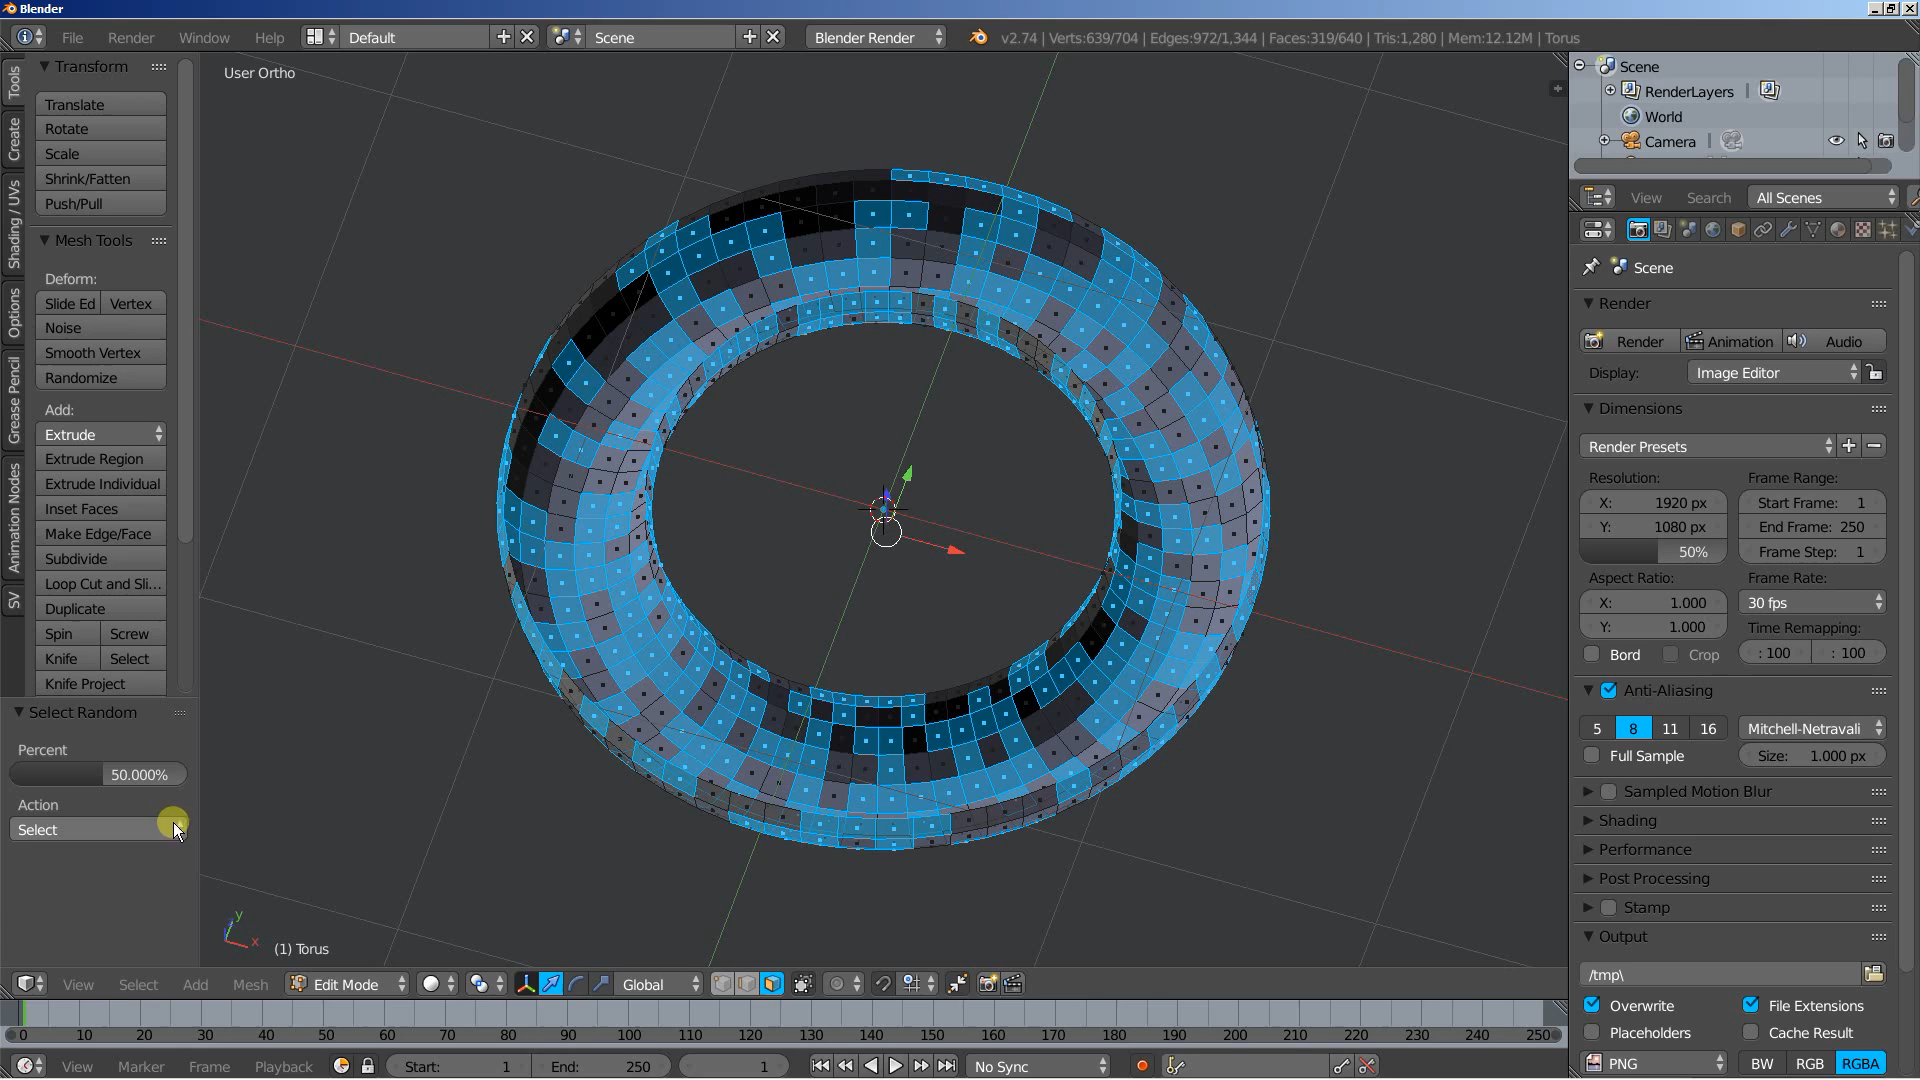 Blender
File Render Window Help Default Scene Blender Render v2.74 | Verts:639/704 | Edges:972/1,344 | Faces:319/640 | Tris:1,280 | Mem:12.12M | Torus
Tools
Create
Shading / UVs
Options
Grease Pencil
Animation Nodes
SV
Transform
Translate
Rotate
Scale
Shrink/Fatten
Push/Pull
Mesh Tools
Deform:
Slide Ed Vertex
Noise
Smooth Vertex
Randomize
Add:
Extrude
Extrude Region
Extrude Individual
Inset Faces
Make Edge/Face
Subdivide
Loop Cut and Sli...
Duplicate
Spin Screw
Knife Select
Knife Project
Select Random
Percent
50.000%
Action
Select
User Ortho
y
x
(1) Torus
Scene
RenderLayers
World
Camera
View Search All Scenes
Scene
Render
Render Animation Audio
Display: Image Editor
Dimensions
Render Presets
Resolution: Frame Range:
X: 1920 px Start Frame: 1
Y: 1080 px End Frame: 250
50% Frame Step: 1
Aspect Ratio: Frame Rate:
X: 1.000 30 fps
Y: 1.000 Time Remapping:
Bord Crop : 100 : 100
Anti-Aliasing
5 8 11 16 Mitchell-Netravali
Full Sample Size: 1.000 px
Sampled Motion Blur
Shading
Performance
Post Processing
Stamp
Output
/tmp\
Overwrite File Extensions
Placeholders Cache Result
PNG BW RGB RGBA
View Select Add Mesh Edit Mode Global
0 10 20 30 40 50 60 70 80 90 100 110 120 130 140 150 160 170 180 190 200 210 220 230 240 250
View Marker Frame Playback Start: 1 End: 250 1 No Sync